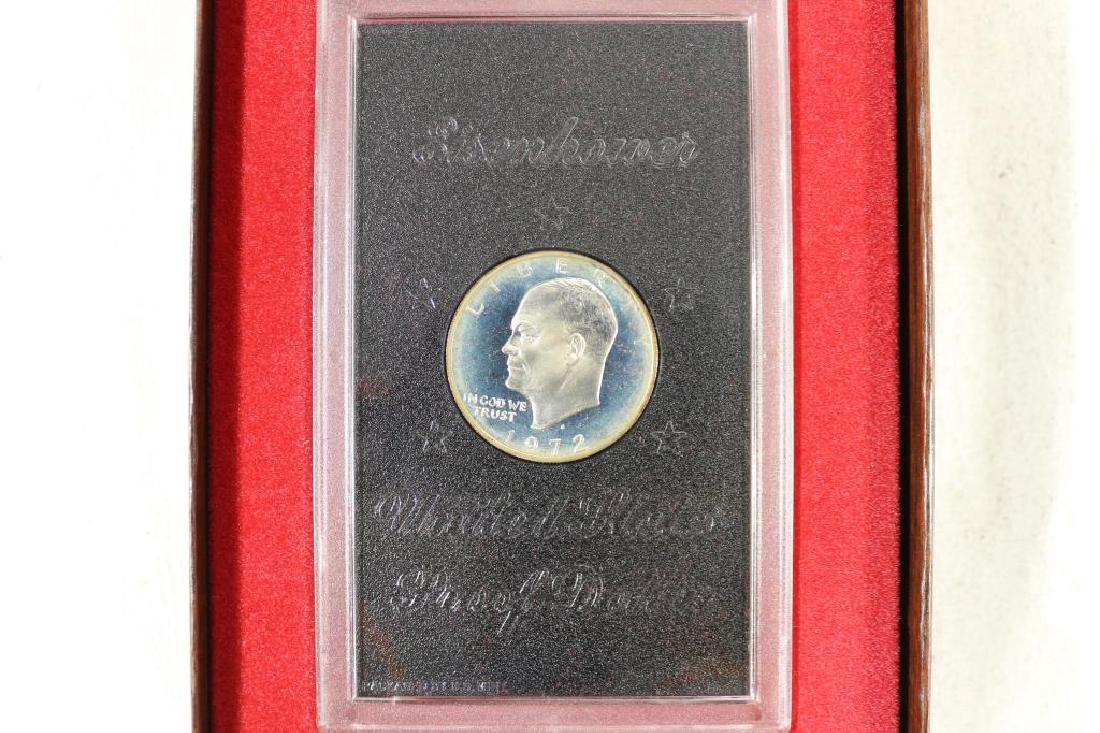 Eisenhower
LIBERTY
IN GOD WE
TRUST
S
1972
United States
Proof Dollar